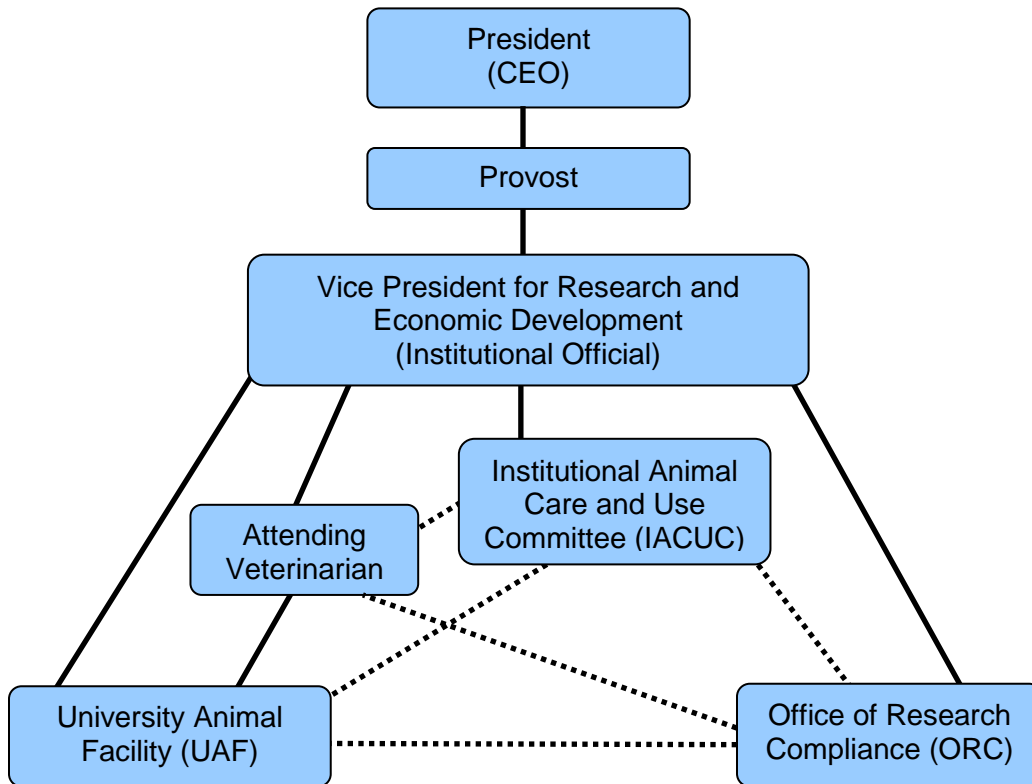 President
(CEO)
Provost
Vice President for Research and
Economic Development
(Institutional Official)
Institutional Animal
Care and Use
Committee (IACUC)
Attending
Veterinarian
University Animal
Facility (UAF)
Office of Research
Compliance (ORC)